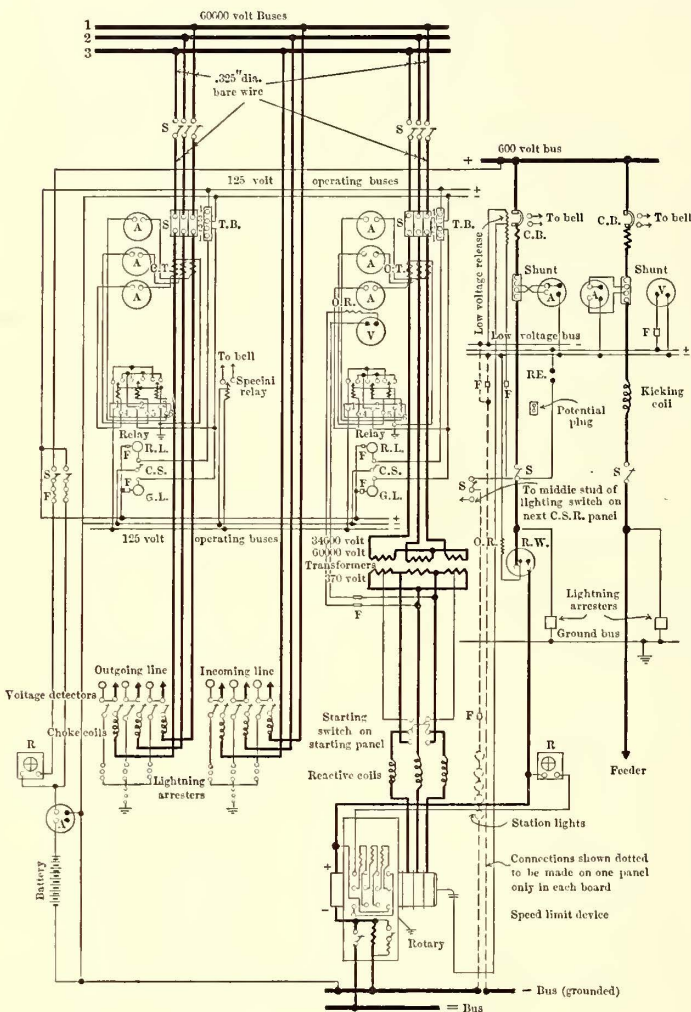 60600 volt Buses
1
2
3
.325" dia.
bare wire
S
S
600 volt bus
+
125 volt operating buses
+
−
To bell
C.B.
To bell
C.B.
A
S
T.B.
A
S
T.B.
Low voltage release
A
C.T.
A
C.T.
Shunt
A
A
Shunt
V
A
O.R.
A
V
Low voltage bus
−
+
F
F
F
RE.
To bell
Special
relay
Potential
plug
Kicking
coil
Relay
Relay
F
R.L.
F
R.L.
C.S.
C.S.
F
G.L.
F
G.L.
S
F
S
S
S
To middle stud of
lighting switch on
next C.S.R. panel
125 volt operating buses
+
−
34600 volt
60000 volt
Transformers
370 volt
O.R.
R.W.
F
Lightning
arresters
Ground bus
Outgoing line
Incoming line
Voltage detectors
Choke coils
Lightning
arresters
Starting
switch on
starting panel
F
Reactive coils
R
R
Feeder
A
Station lights
Battery
+
−
Connections shown dotted
to be made on one panel
only in each board
Speed limit device
Rotary
− Bus (grounded)
= Bus